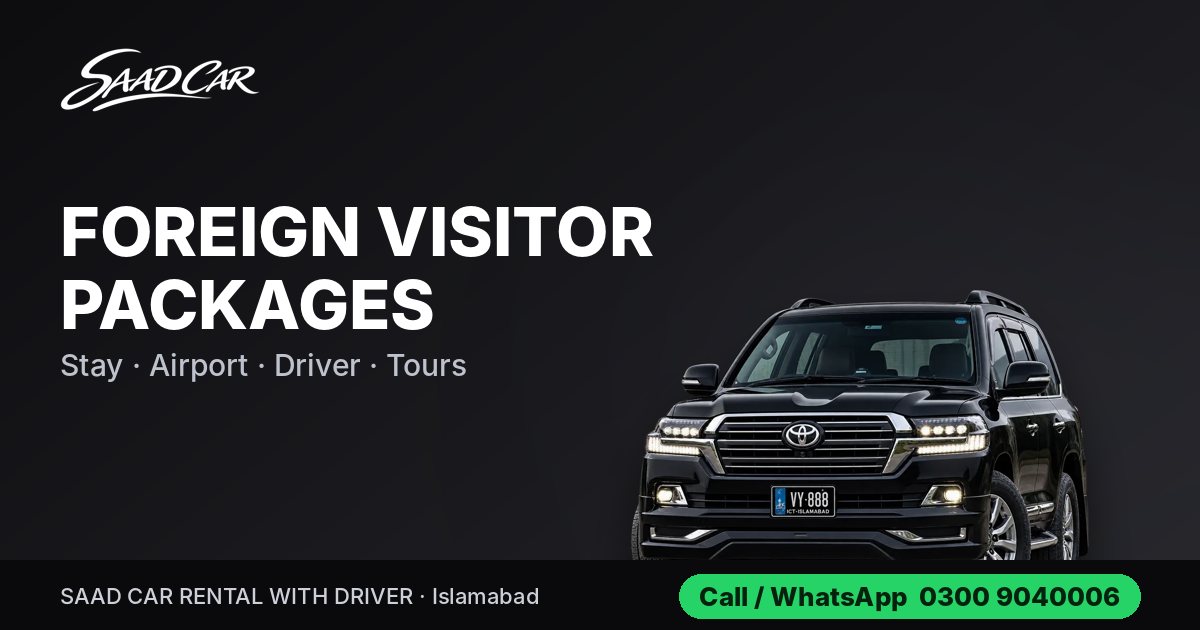 SAAD CAR
FOREIGN VISITOR
PACKAGES
Stay · Airport · Driver · Tours
VY-888
ICT-ISLAMABAD
SAAD CAR RENTAL WITH DRIVER · Islamabad
Call / WhatsApp 0300 9040006